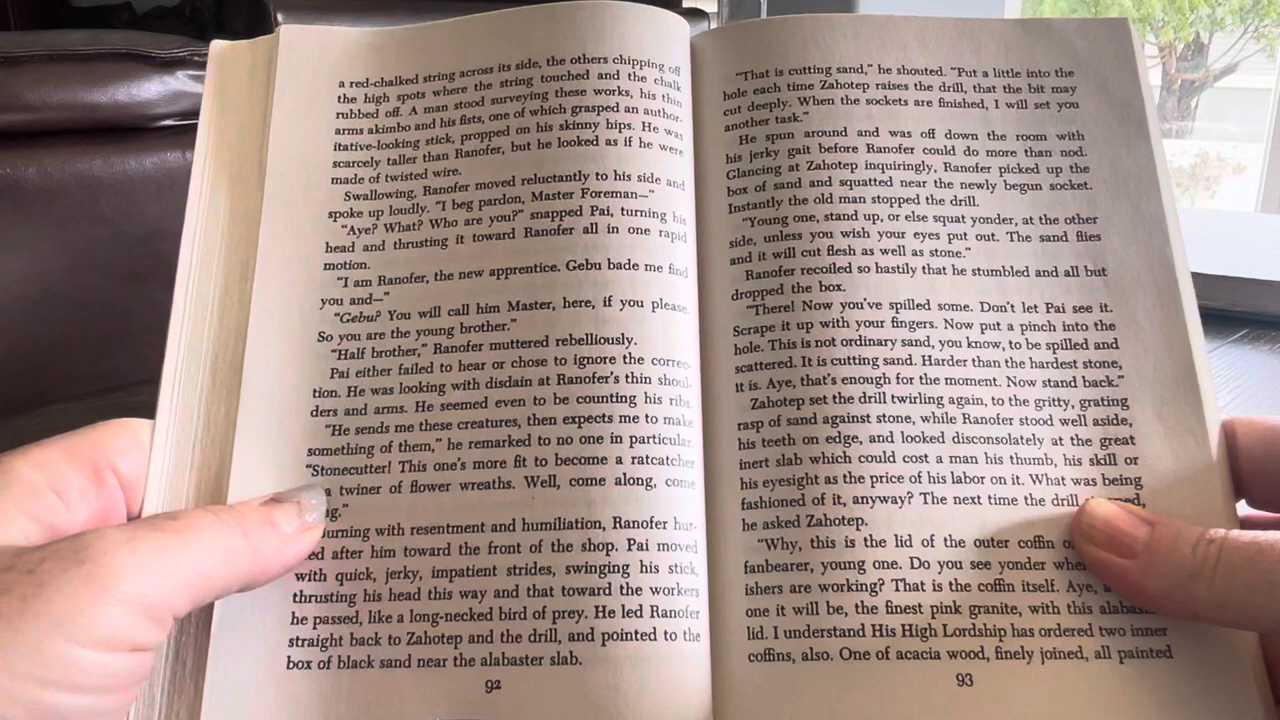 a red-chalked string across its side, the others chipping off
the high spots where the string touched and the chalk
rubbed off. A man stood surveying these works, his thin
arms akimbo and his fists, one of which grasped an author-
itative-looking stick, propped on his skinny hips. He was
scarcely taller than Ranofer, but he looked as if he were
made of twisted wire.
Swallowing, Ranofer moved reluctantly to his side and
spoke up loudly. "I beg pardon, Master Foreman—"
"Aye? What? Who are you?" snapped Pai, turning his
head and thrusting it toward Ranofer all in one rapid
motion.
"I am Ranofer, the new apprentice. Gebu bade me find
you and—"
"Gebu? You will call him Master, here, if you please.
So you are the young brother."
"Half brother," Ranofer muttered rebelliously.
Pai either failed to hear or chose to ignore the correc-
tion. He was looking with disdain at Ranofer's thin shoul-
ders and arms. He seemed even to be counting his ribs.
"He sends me these creatures, then expects me to make
something of them," he remarked to no one in particular.
"Stonecutter! This one's more fit to become a ratcatcher
a twiner of flower wreaths. Well, come along, come
ng."
urning with resentment and humiliation, Ranofer hur-
ed after him toward the front of the shop. Pai moved
with quick, jerky, impatient strides, swinging his stick,
thrusting his head this way and that toward the workers
he passed, like a long-necked bird of prey. He led Ranofer
straight back to Zahotep and the drill, and pointed to the
box of black sand near the alabaster slab.
92
"That is cutting sand," he shouted. "Put a little into the
hole each time Zahotep raises the drill, that the bit may
cut deeply. When the sockets are finished, I will set you
another task."
He spun around and was off down the room with
his jerky gait before Ranofer could do more than nod.
Glancing at Zahotep inquiringly, Ranofer picked up the
box of sand and squatted near the newly begun socket.
Instantly the old man stopped the drill.
"Young one, stand up, or else squat yonder, at the other
side, unless you wish your eyes put out. The sand flies
and it will cut flesh as well as stone."
Ranofer recoiled so hastily that he stumbled and all but
dropped the box.
"There! Now you've spilled some. Don't let Pai see it.
Scrape it up with your fingers. Now put a pinch into the
hole. This is not ordinary sand, you know, to be spilled and
scattered. It is cutting sand. Harder than the hardest stone,
it is. Aye, that's enough for the moment. Now stand back."
Zahotep set the drill twirling again, to the gritty, grating
rasp of sand against stone, while Ranofer stood well aside,
his teeth on edge, and looked disconsolately at the great
inert slab which could cost a man his thumb, his skill or
his eyesight as the price of his labor on it. What was being
fashioned of it, anyway? The next time the drill
he asked Zahotep.
"Why, this is the lid of the outer coffin
fanbearer, young one. Do you see yonder
ishers are working? That is the coffin itself. Aye,
one it will be, the finest pink granite, with this
lid. I understand His High Lordship has ordered two inner
coffins, also. One of acacia wood, finely joined, all painted
93